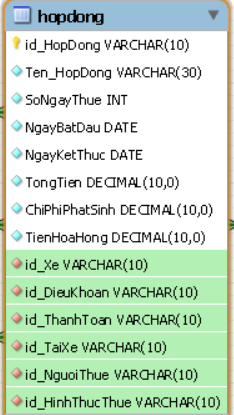 hopdong
id_HopDong VARCHAR(10)
Ten_HopDong VARCHAR(30)
SoNgayThue INT
NgayBatDau DATE
NgayKetThuc DATE
TongTien DECIMAL(10,0)
ChiPhiPhatSinh DECIMAL(10,0)
TienHoaHong DECIMAL(10,0)
id_Xe VARCHAR(10)
id_DieuKhoan VARCHAR(10)
id_ThanhToan VARCHAR(10)
id_TaiXe VARCHAR(10)
id_NguoiThue VARCHAR(10)
id_HinhThucThue VARCHAR(10)